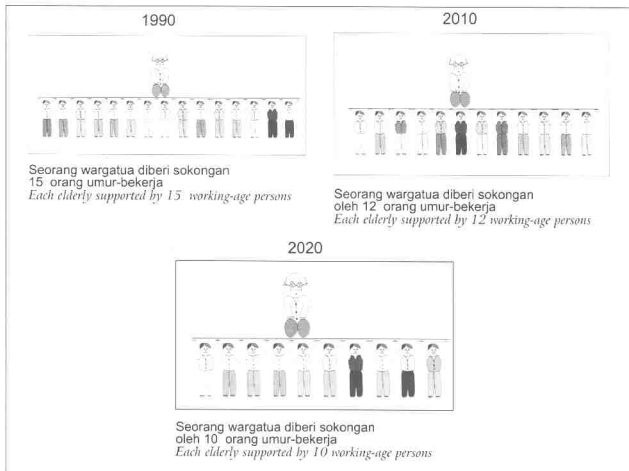 1990
Seorang wargatua diberi sokongan
15 orang umur-bekerja
Each elderly supported by 15 working-age persons
2010
Seorang wargatua diberi sokongan
oleh 12 orang umur-bekerja
Each elderly supported by 12 working-age persons
2020
Seorang wargatua diberi sokongan
oleh 10 orang umur-bekerja
Each elderly supported by 10 working-age persons